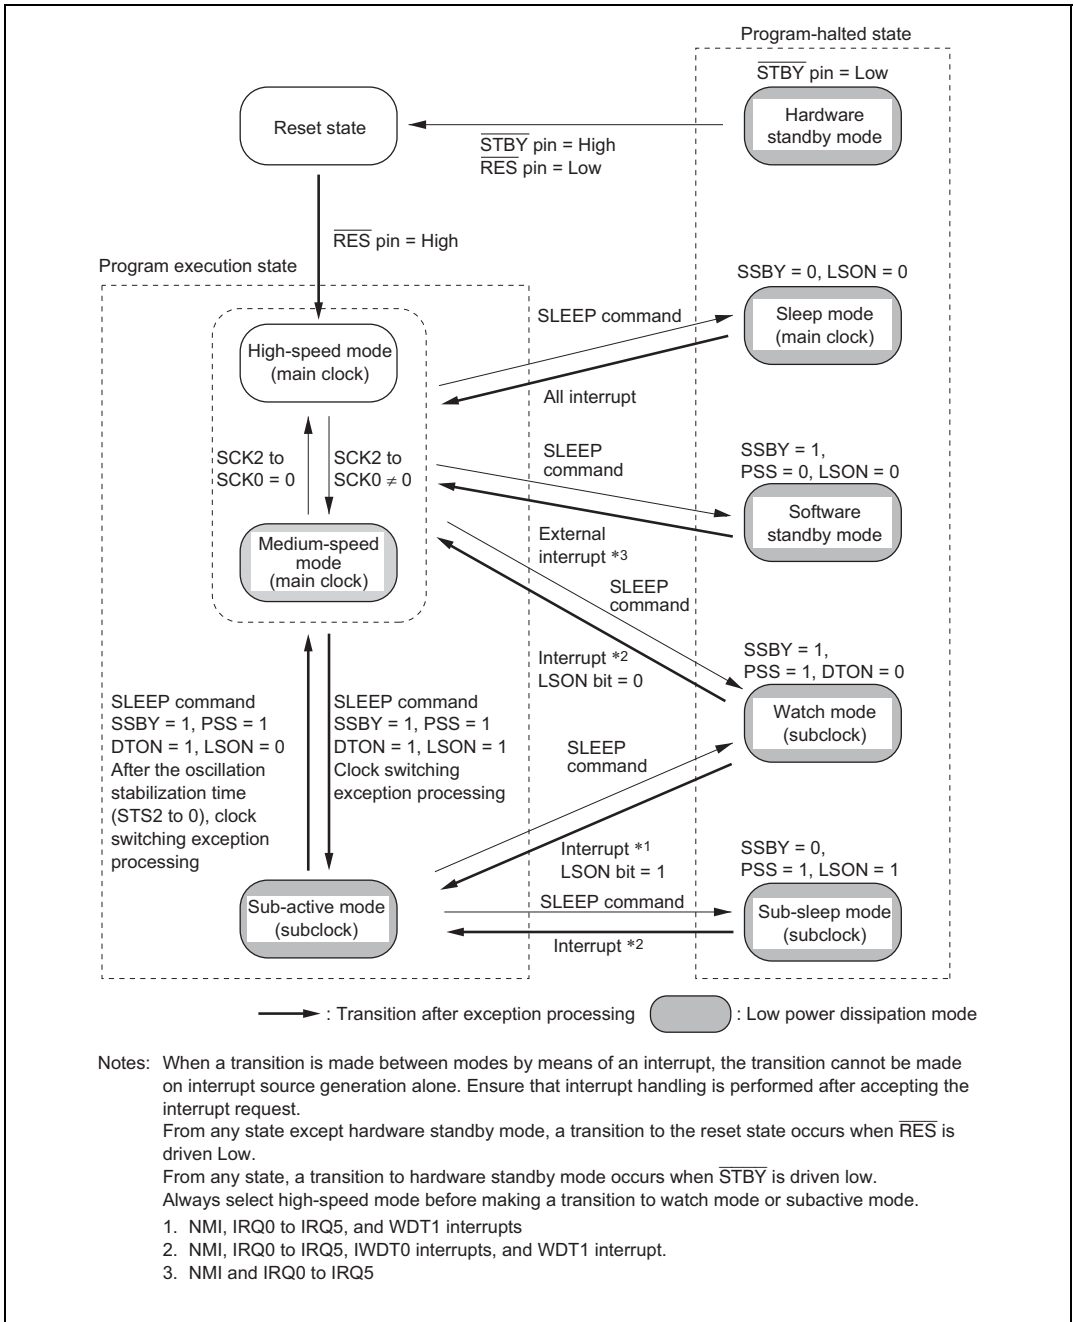 Program-halted state
STBY pin = Low
Hardware
standby mode
Reset state
STBY pin = High
RES pin = Low
RES pin = High
Program execution state
SSBY = 0, LSON = 0
Sleep mode
(main clock)
SLEEP command
All interrupt
High-speed mode
(main clock)
SCK2 to
SCK0 = 0
SCK2 to
SCK0 ≠ 0
Medium-speed
mode
(main clock)
SLEEP
command
SSBY = 1,
PSS = 0, LSON = 0
Software
standby mode
External
interrupt *3
SLEEP
command
Interrupt *2
LSON bit = 0
SSBY = 1,
PSS = 1, DTON = 0
Watch mode
(subclock)
SLEEP command
SSBY = 1, PSS = 1
DTON = 1, LSON = 0
After the oscillation
stabilization time
(STS2 to 0), clock
switching exception
processing
SLEEP command
SSBY = 1, PSS = 1
DTON = 1, LSON = 1
Clock switching
exception processing
SLEEP
command
Interrupt *1
LSON bit = 1
SSBY = 0,
PSS = 1, LSON = 1
Sub-active mode
(subclock)
SLEEP command
Interrupt *2
Sub-sleep mode
(subclock)
: Transition after exception processing
: Low power dissipation mode
Notes: When a transition is made between modes by means of an interrupt, the transition cannot be made
on interrupt source generation alone. Ensure that interrupt handling is performed after accepting the
interrupt request.
From any state except hardware standby mode, a transition to the reset state occurs when RES is
driven Low.
From any state, a transition to hardware standby mode occurs when STBY is driven low.
Always select high-speed mode before making a transition to watch mode or subactive mode.
1. NMI, IRQ0 to IRQ5, and WDT1 interrupts
2. NMI, IRQ0 to IRQ5, IWDT0 interrupts, and WDT1 interrupt.
3. NMI and IRQ0 to IRQ5